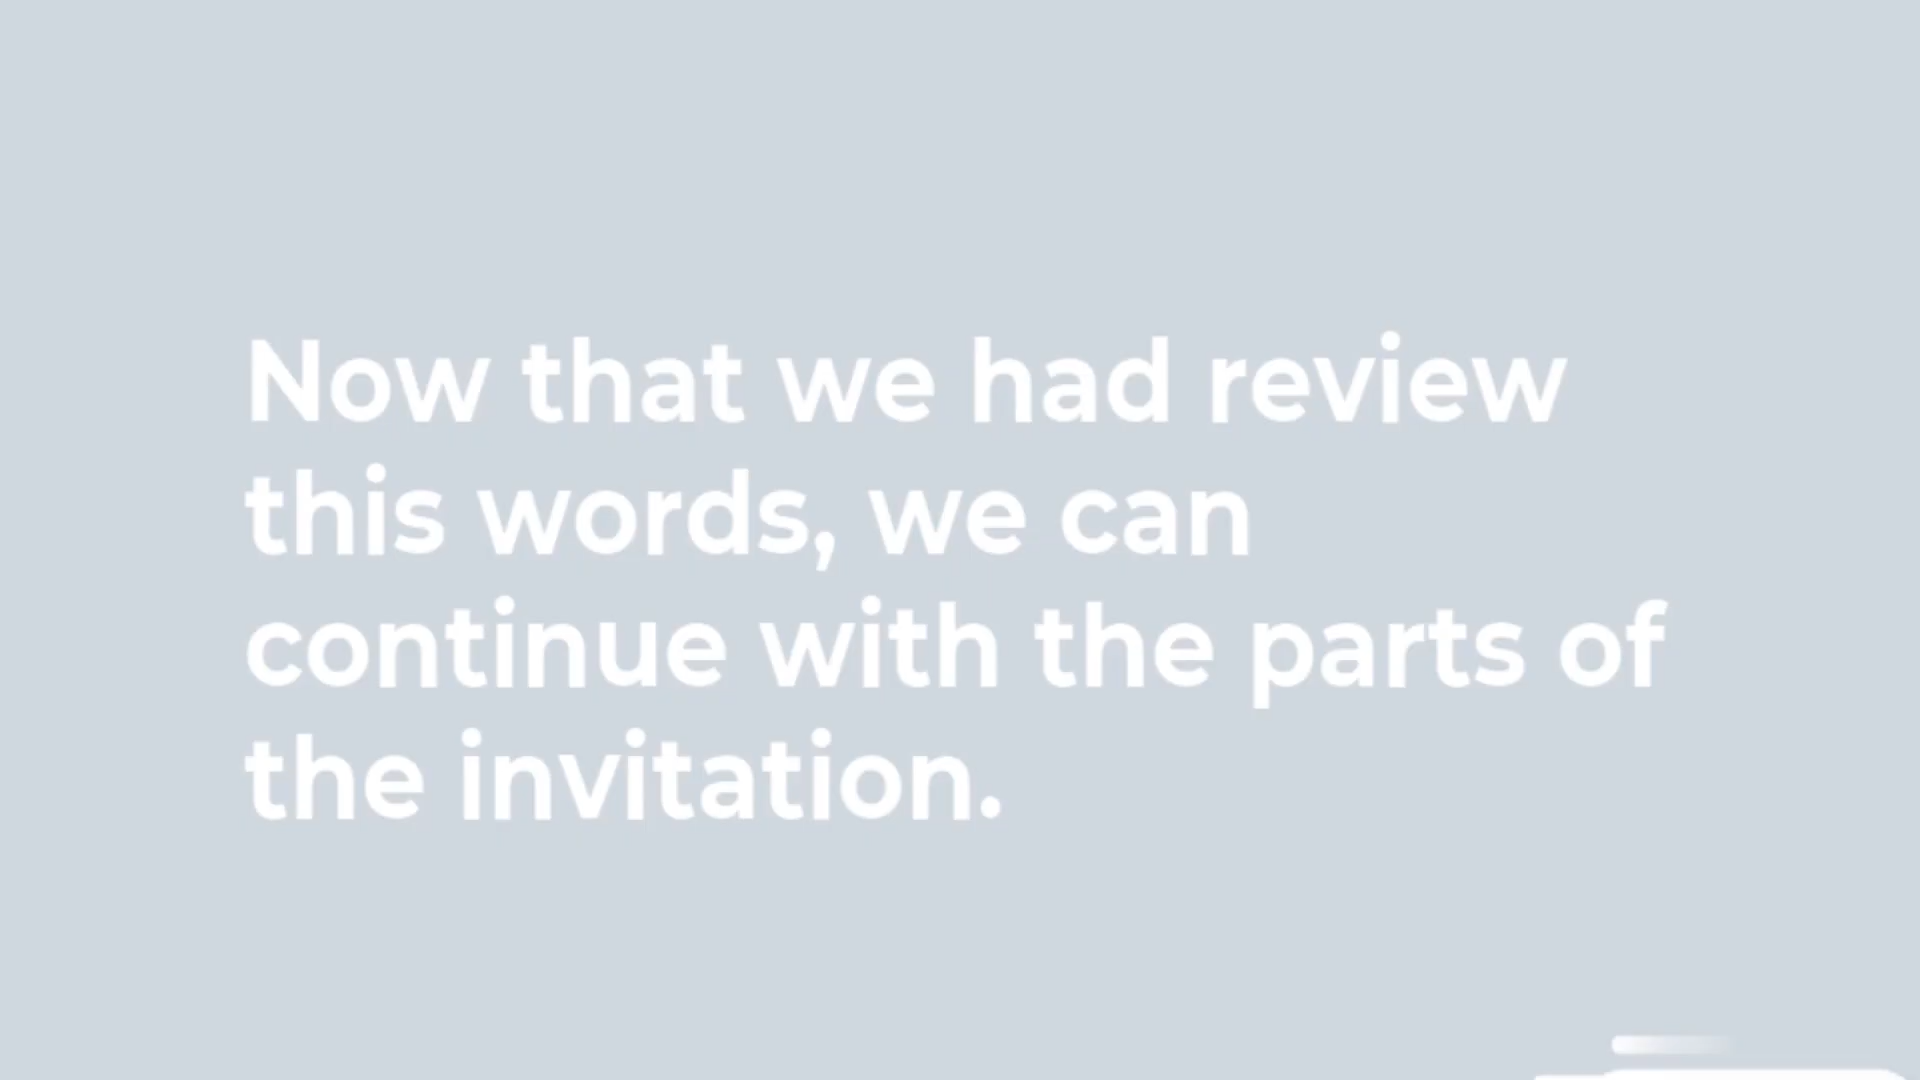 Now that we had review
this words, we can
continue with the parts of
the invitation.